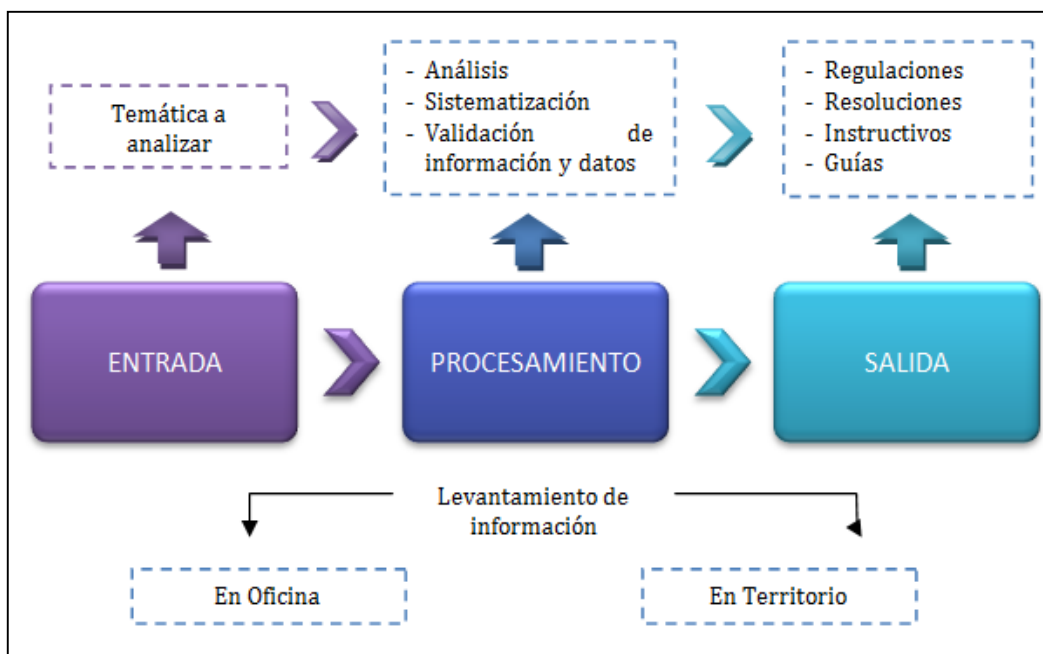 Temática a
analizar
- Análisis
- Sistematización
- Validación de
información y datos
- Regulaciones
- Resoluciones
- Instructivos
- Guías
ENTRADA
PROCESAMIENTO
SALIDA
Levantamiento de
información
En Oficina
En Territorio